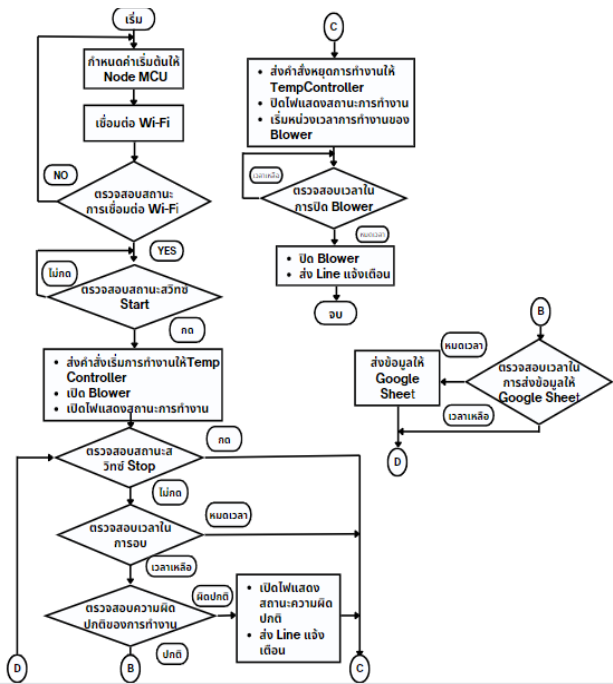 เริ่ม
กำหนดค่าเริ่มต้นให้
Node MCU
เชื่อมต่อ Wi-Fi
NO
ตรวจสอบสถานะ
การเชื่อมต่อ Wi-Fi
YES
ไม่กด
ตรวจสอบสถานะสวิทซ์
Start
กด
• ส่งคำสั่งเริ่มการทำงานให้Temp
Controller
• เปิด Blower
• เปิดไฟแสดงสถานะการทำงาน
ตรวจสอบสถานะส
วิทซ์ Stop
กด
ไม่กด
ตรวจสอบเวลาใน
การอบ
หมดเวลา
เวลาเหลือ
ตรวจสอบความผิด
ปกติของการทำงาน
ผิดปกติ
• เปิดไฟแสดง
สถานะความผิด
ปกติ
• ส่ง Line แจ้ง
เตือน
ปกติ
D
B
C
C
• ส่งคำสั่งหยุดการทำงานให้
TempController
• ปิดไฟแสดงสถานะการทำงาน
• เริ่มหน่วงเวลาการทำงานของ
Blower
เวลาเหลือ
ตรวจสอบเวลาใน
การปิด Blower
หมดเวลา
• ปิด Blower
• ส่ง Line แจ้งเตือน
จบ
B
หมดเวลา
ตรวจสอบเวลาใน
การส่งข้อมูลให้
Google Sheet
ส่งข้อมูลให้
Google
Sheet
เวลาเหลือ
D